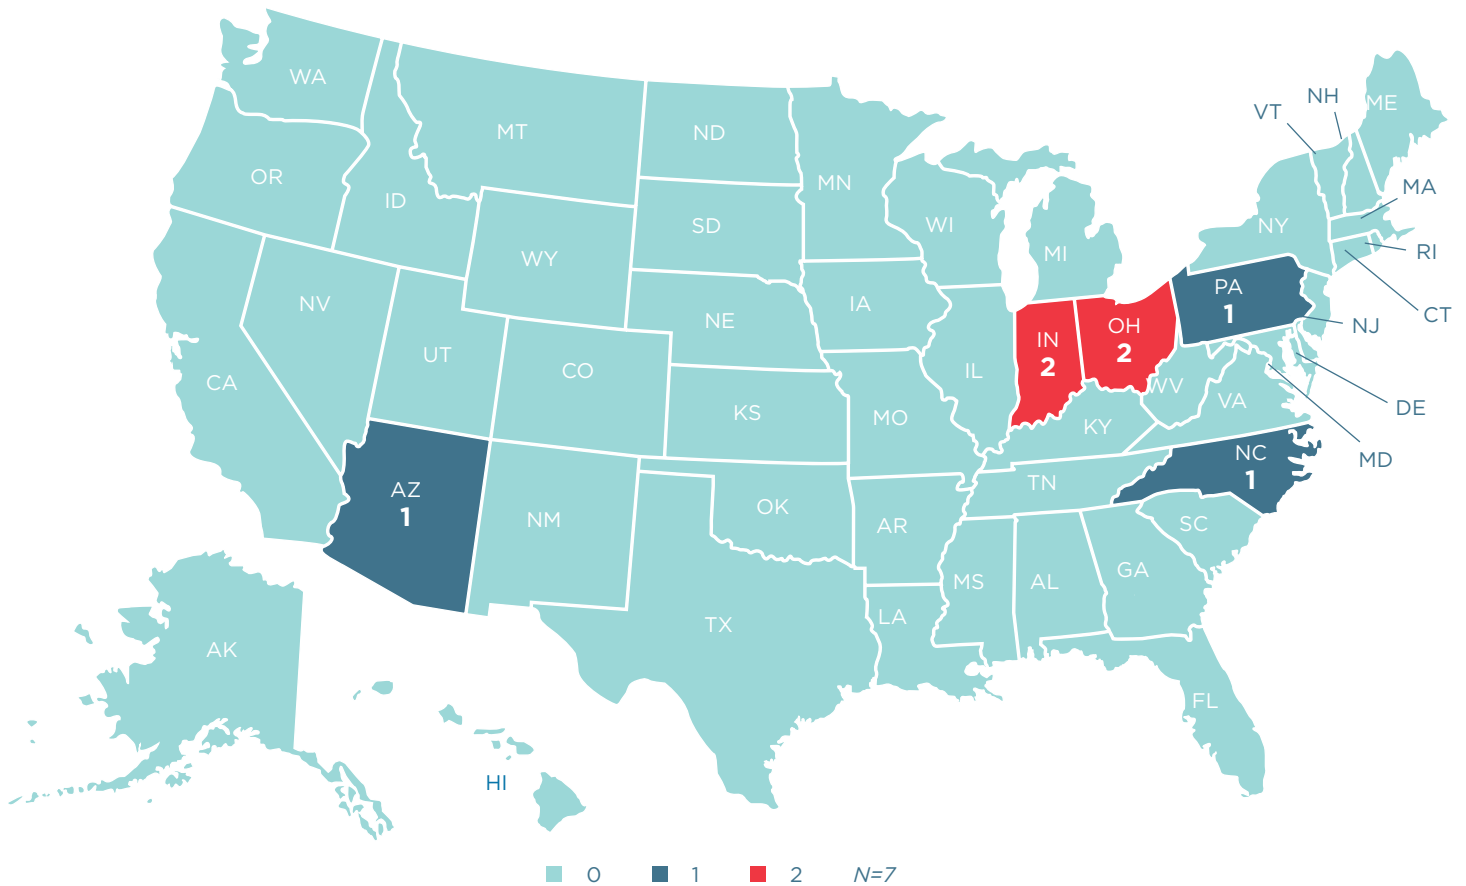 WA
MT
ND
MN
OR
ID
SD
WI
WY
MI
NH
ME
VT
MA
NY
RI
NV
NE
IA
PA
1
CT
NJ
UT
CO
IL
IN
2
OH
2
CA
KS
MO
KY
WV
VA
DE
MD
AZ
1
NM
OK
AR
TN
NC
1
SC
MS
AL
GA
TX
LA
AK
FL
HI
0 1 2 N=7